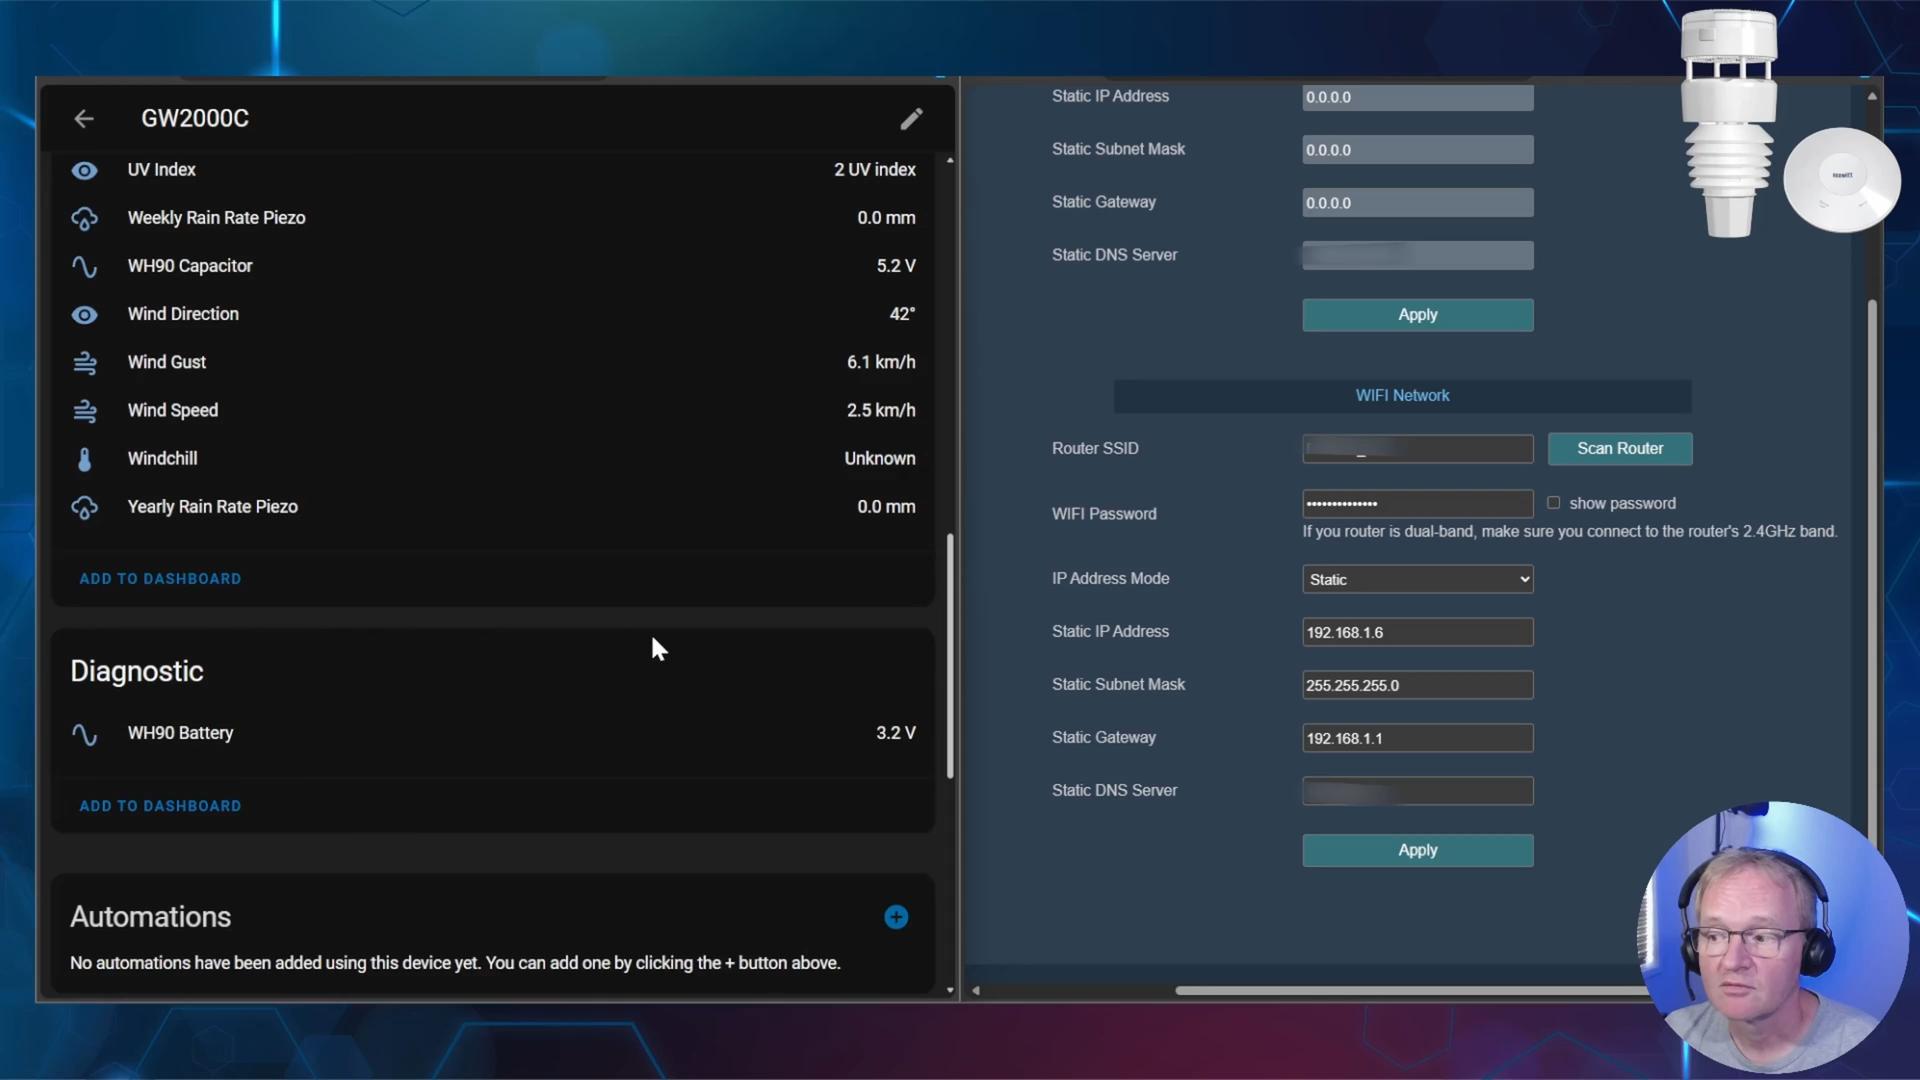 GW2000C
UV Index 2 UV index
Weekly Rain Rate Piezo 0.0 mm
WH90 Capacitor 5.2 V
Wind Direction 42°
Wind Gust 6.1 km/h
Wind Speed 2.5 km/h
Windchill Unknown
Yearly Rain Rate Piezo 0.0 mm
ADD TO DASHBOARD
Diagnostic
WH90 Battery 3.2 V
ADD TO DASHBOARD
Automations
No automations have been added using this device yet. You can add one by clicking the + button above.
Static IP Address 0.0.0.0
Static Subnet Mask 0.0.0.0
Static Gateway 0.0.0.0
Static DNS Server
Apply
WIFI Network
Router SSID Scan Router
WIFI Password •••••••••••••• show password
If you router is dual-band, make sure you connect to the router's 2.4GHz band.
IP Address Mode Static
Static IP Address 192.168.1.6
Static Subnet Mask 255.255.255.0
Static Gateway 192.168.1.1
Static DNS Server
Apply